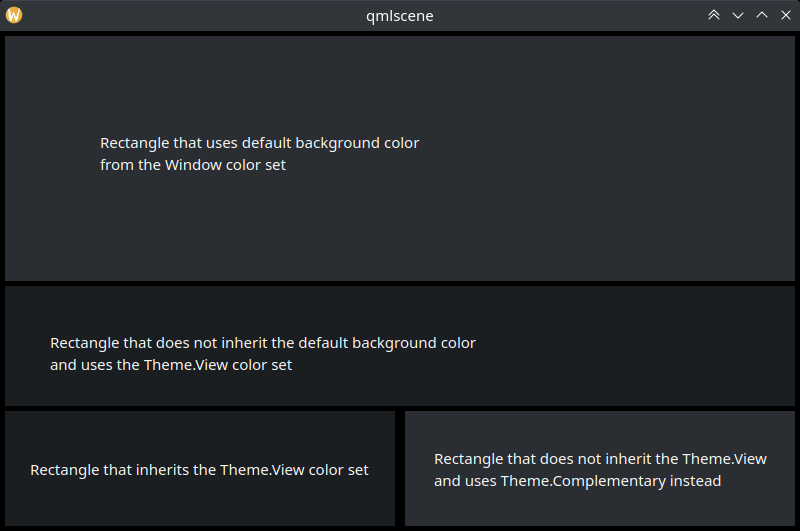 qmlscene
Rectangle that uses default background color
from the Window color set
Rectangle that does not inherit the default background color
and uses the Theme.View color set
Rectangle that inherits the Theme.View color set
Rectangle that does not inherit the Theme.View
and uses Theme.Complementary instead